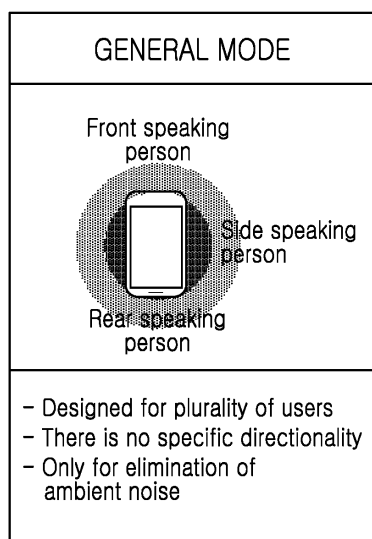 GENERAL MODE
Front speaking
person
Side speaking
person
Rear speaking
person
– Designed for plurality of users
– There is no specific directionality
– Only for elimination of
ambient noise